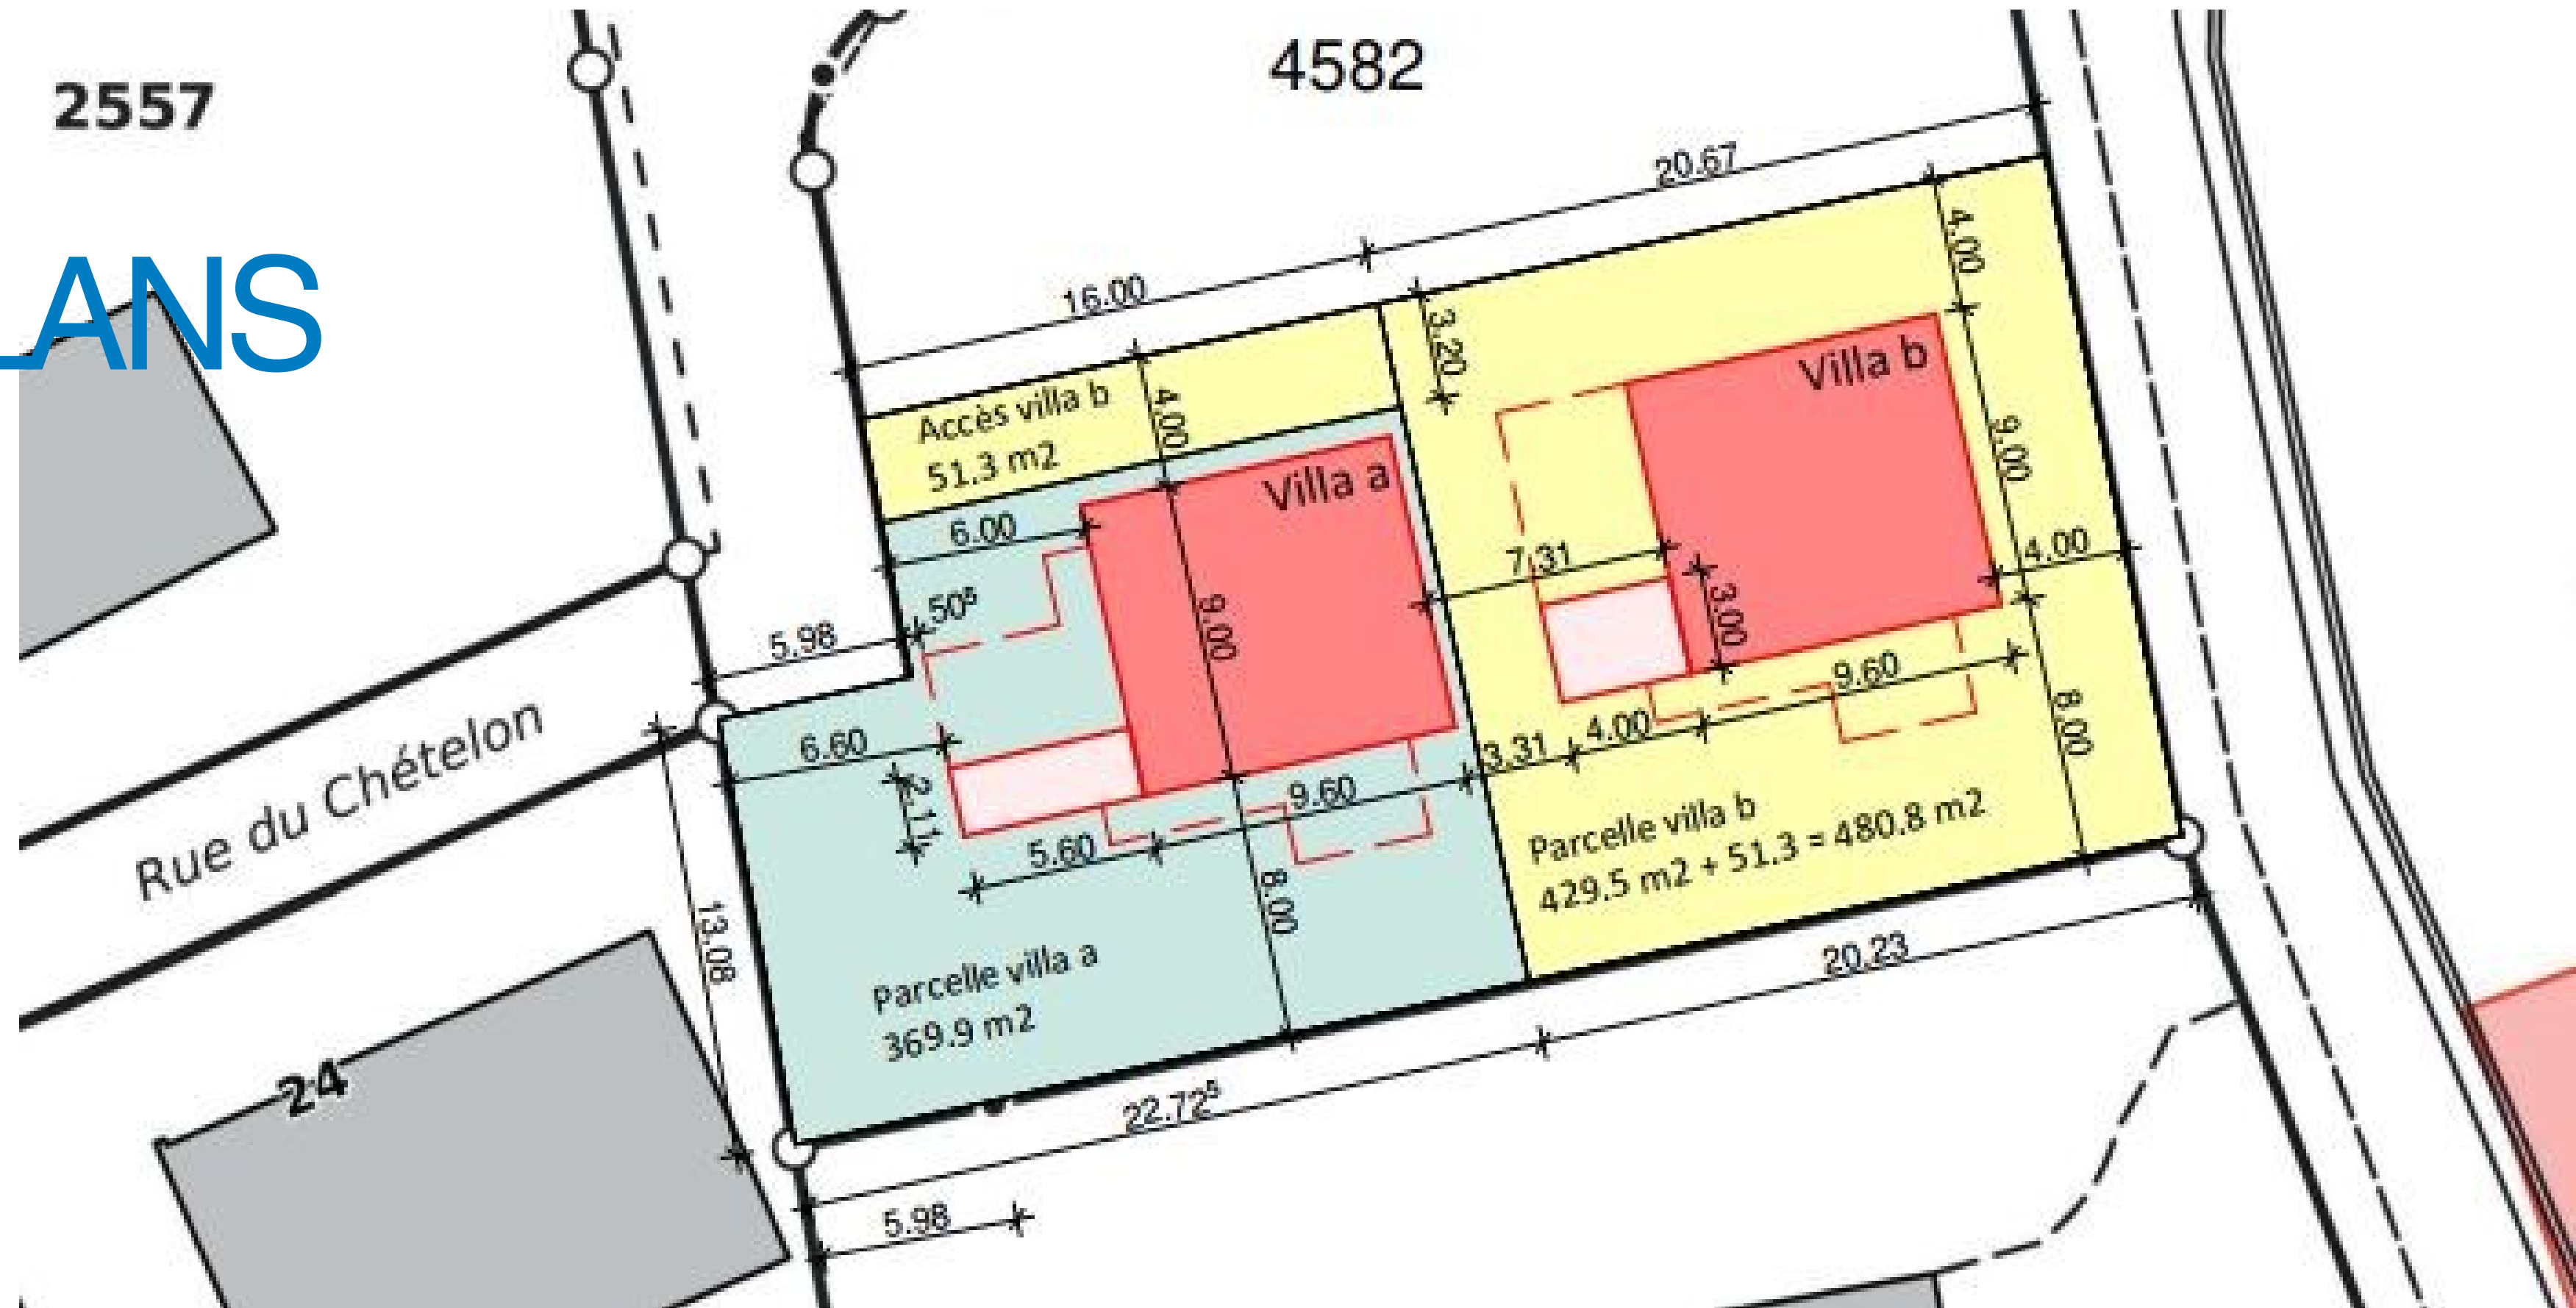 2557
4582
LANS
20.67
16.00
4.00
3.20
Villa b
Accès villa b
51.3 m2
4.00
Villa a
9.00
6.00
7.31
4.00
50⁵
3.00
5.98
9.00
9.60
6.60
4.00
3.31
8.00
2.11
9.60
5.60
Rue du Chételon
Parcelle villa b
429.5 m2 + 51.3 = 480.8 m2
13.08
8.00
20.23
Parcelle villa a
369.9 m2
24
22.72⁵
5.98